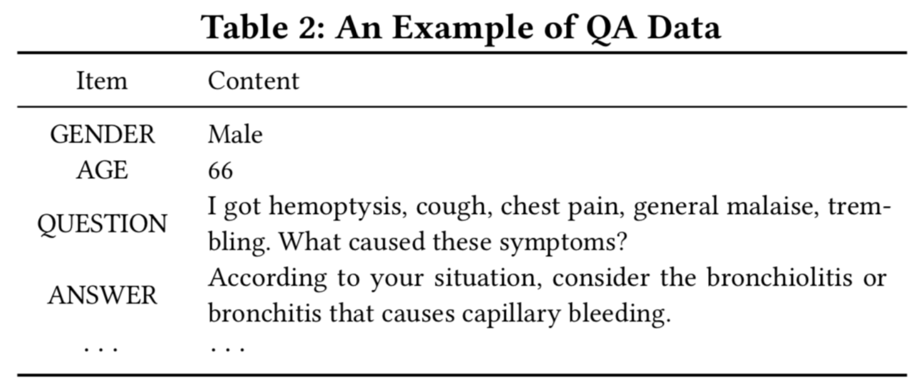 Table 2: An Example of QA Data
Item Content
GENDER Male
AGE 66
QUESTION I got hemoptysis, cough, chest pain, general malaise, trem-
bling. What caused these symptoms?
ANSWER According to your situation, consider the bronchiolitis or
bronchitis that causes capillary bleeding.
. . . . . .